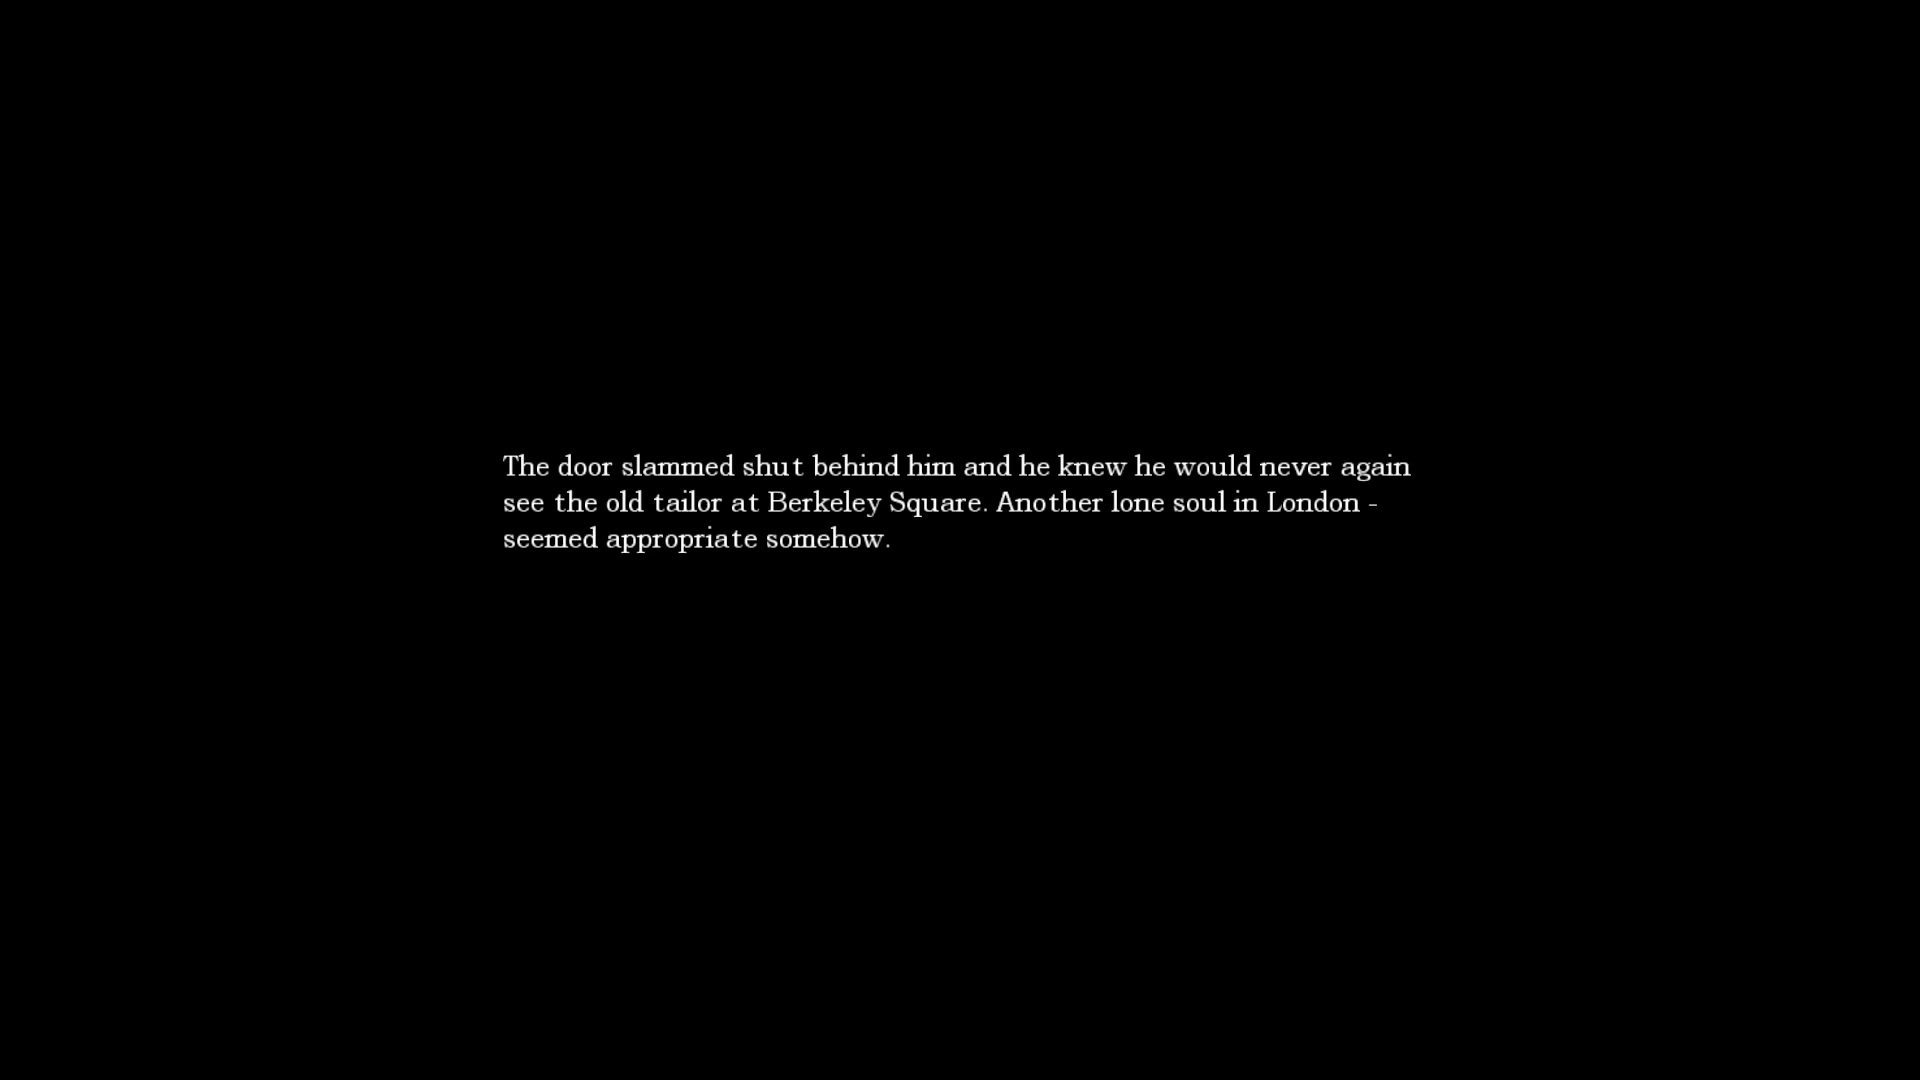 The door slammed shut behind him and he knew he would never again
see the old tailor at Berkeley Square. Another lone soul in London -
seemed appropriate somehow.